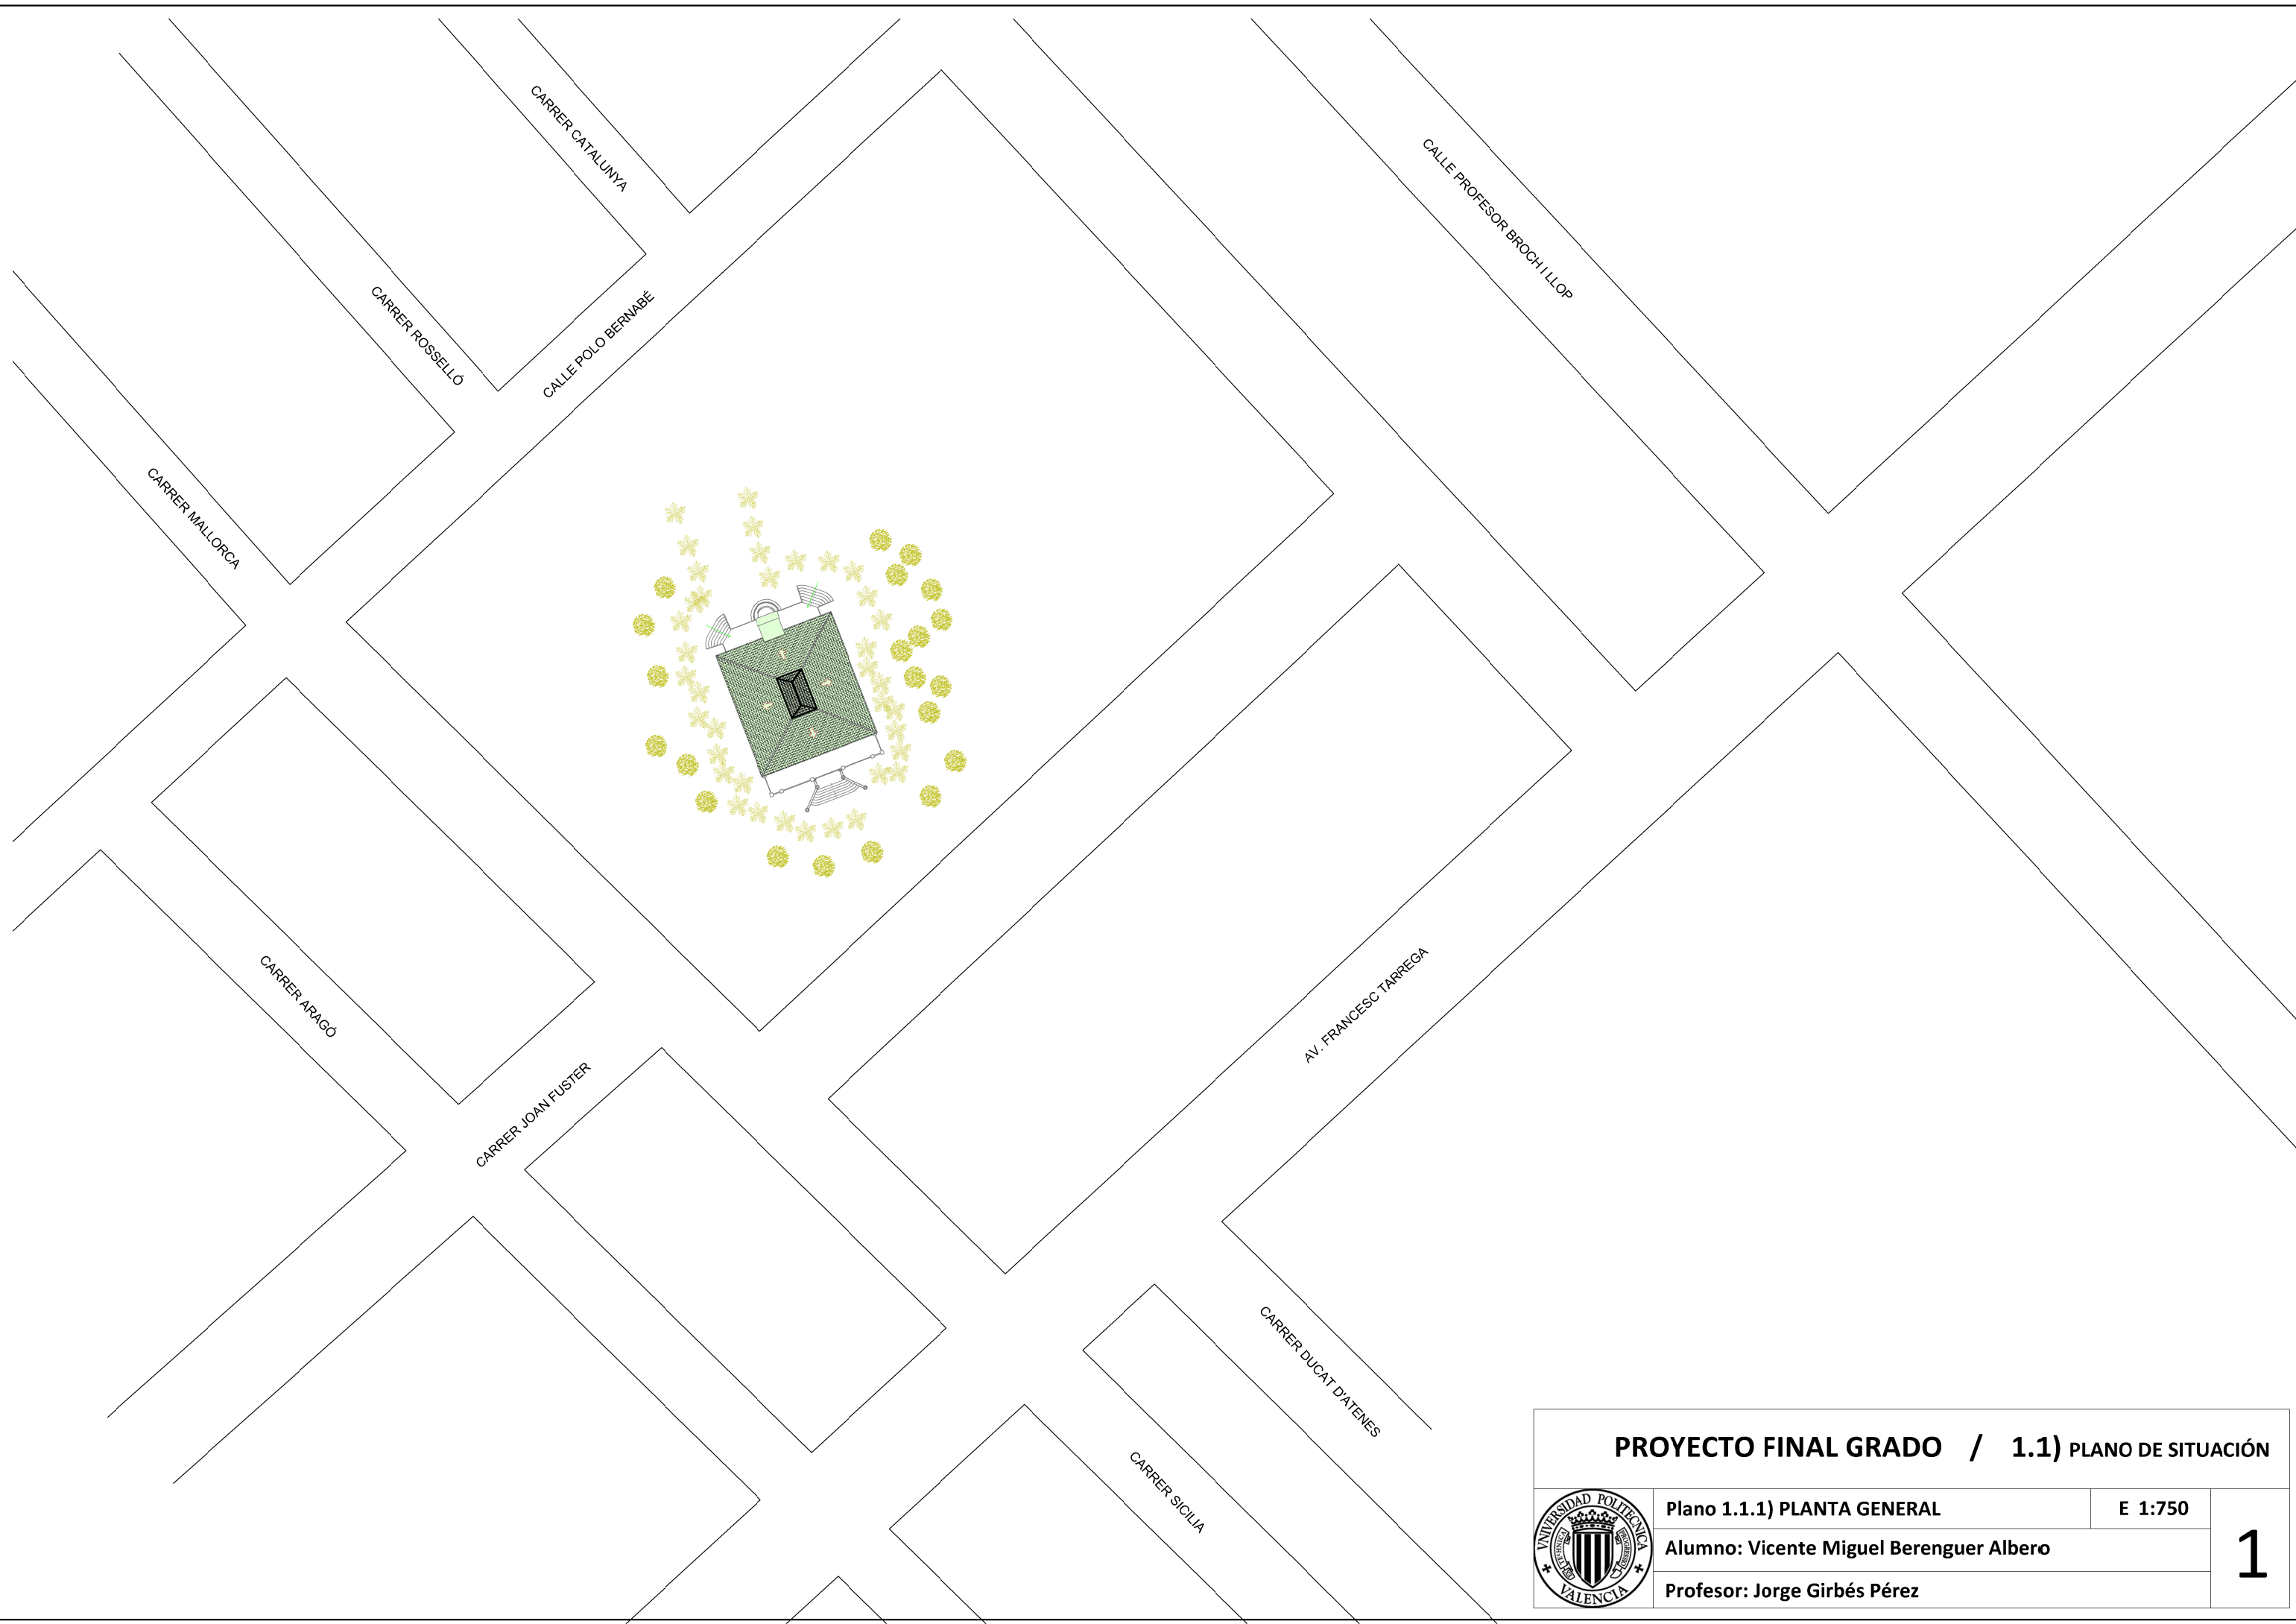 CARRER CATALUNYA
CALLE PROFESOR BROCH I LLOP
CARRER ROSSELLÓ
CALLE POLO BERNABÉ
CARRER MALLORCA
CARRER ARAGÓ
AV. FRANCESC TARREGA
CARRER JOAN FUSTER
CARRER DUCAT D'ATENES
CARRER SICILIA
PROYECTO FINAL GRADO / 1.1) PLANO DE SITUACIÓN
Plano 1.1.1) PLANTA GENERAL E 1:750
Alumno: Vicente Miguel Berenguer Albero
Profesor: Jorge Girbés Pérez
1
VNIVERSIDAD POLITECNICA
VALENCIA